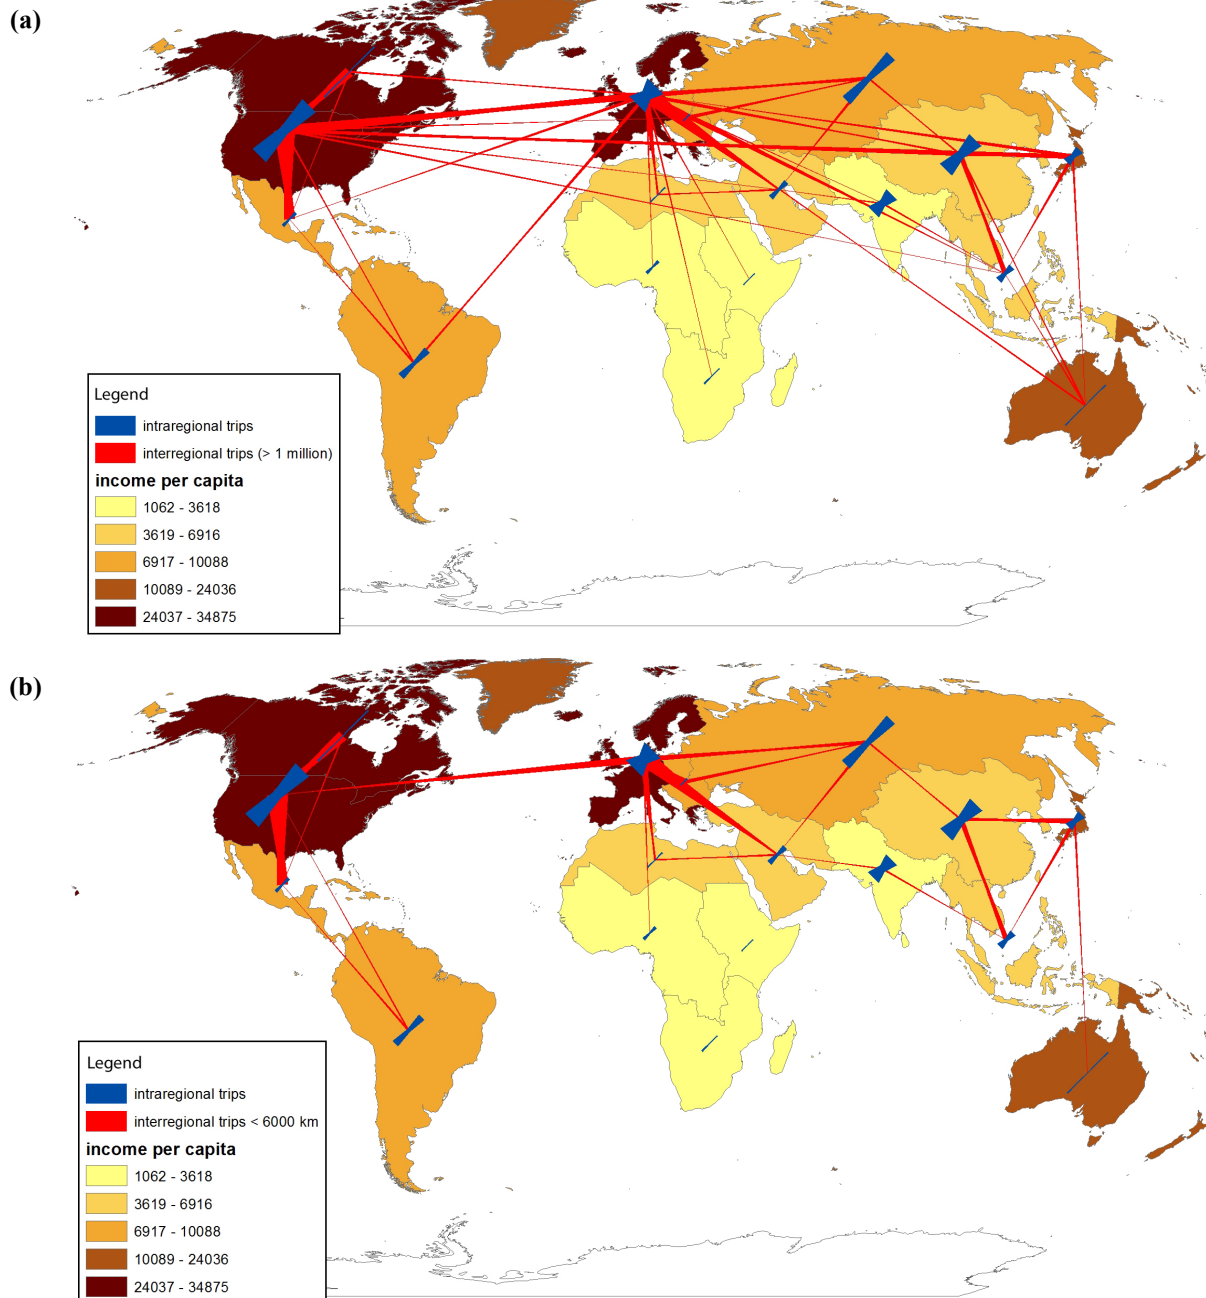 (a)
Legend
intraregional trips
interregional trips (> 1 million)
income per capita
1062 - 3618
3619 - 6916
6917 - 10088
10089 - 24036
24037 - 34875
(b)
Legend
intraregional trips
interregional trips < 6000 km
income per capita
1062 - 3618
3619 - 6916
6917 - 10088
10089 - 24036
24037 - 34875